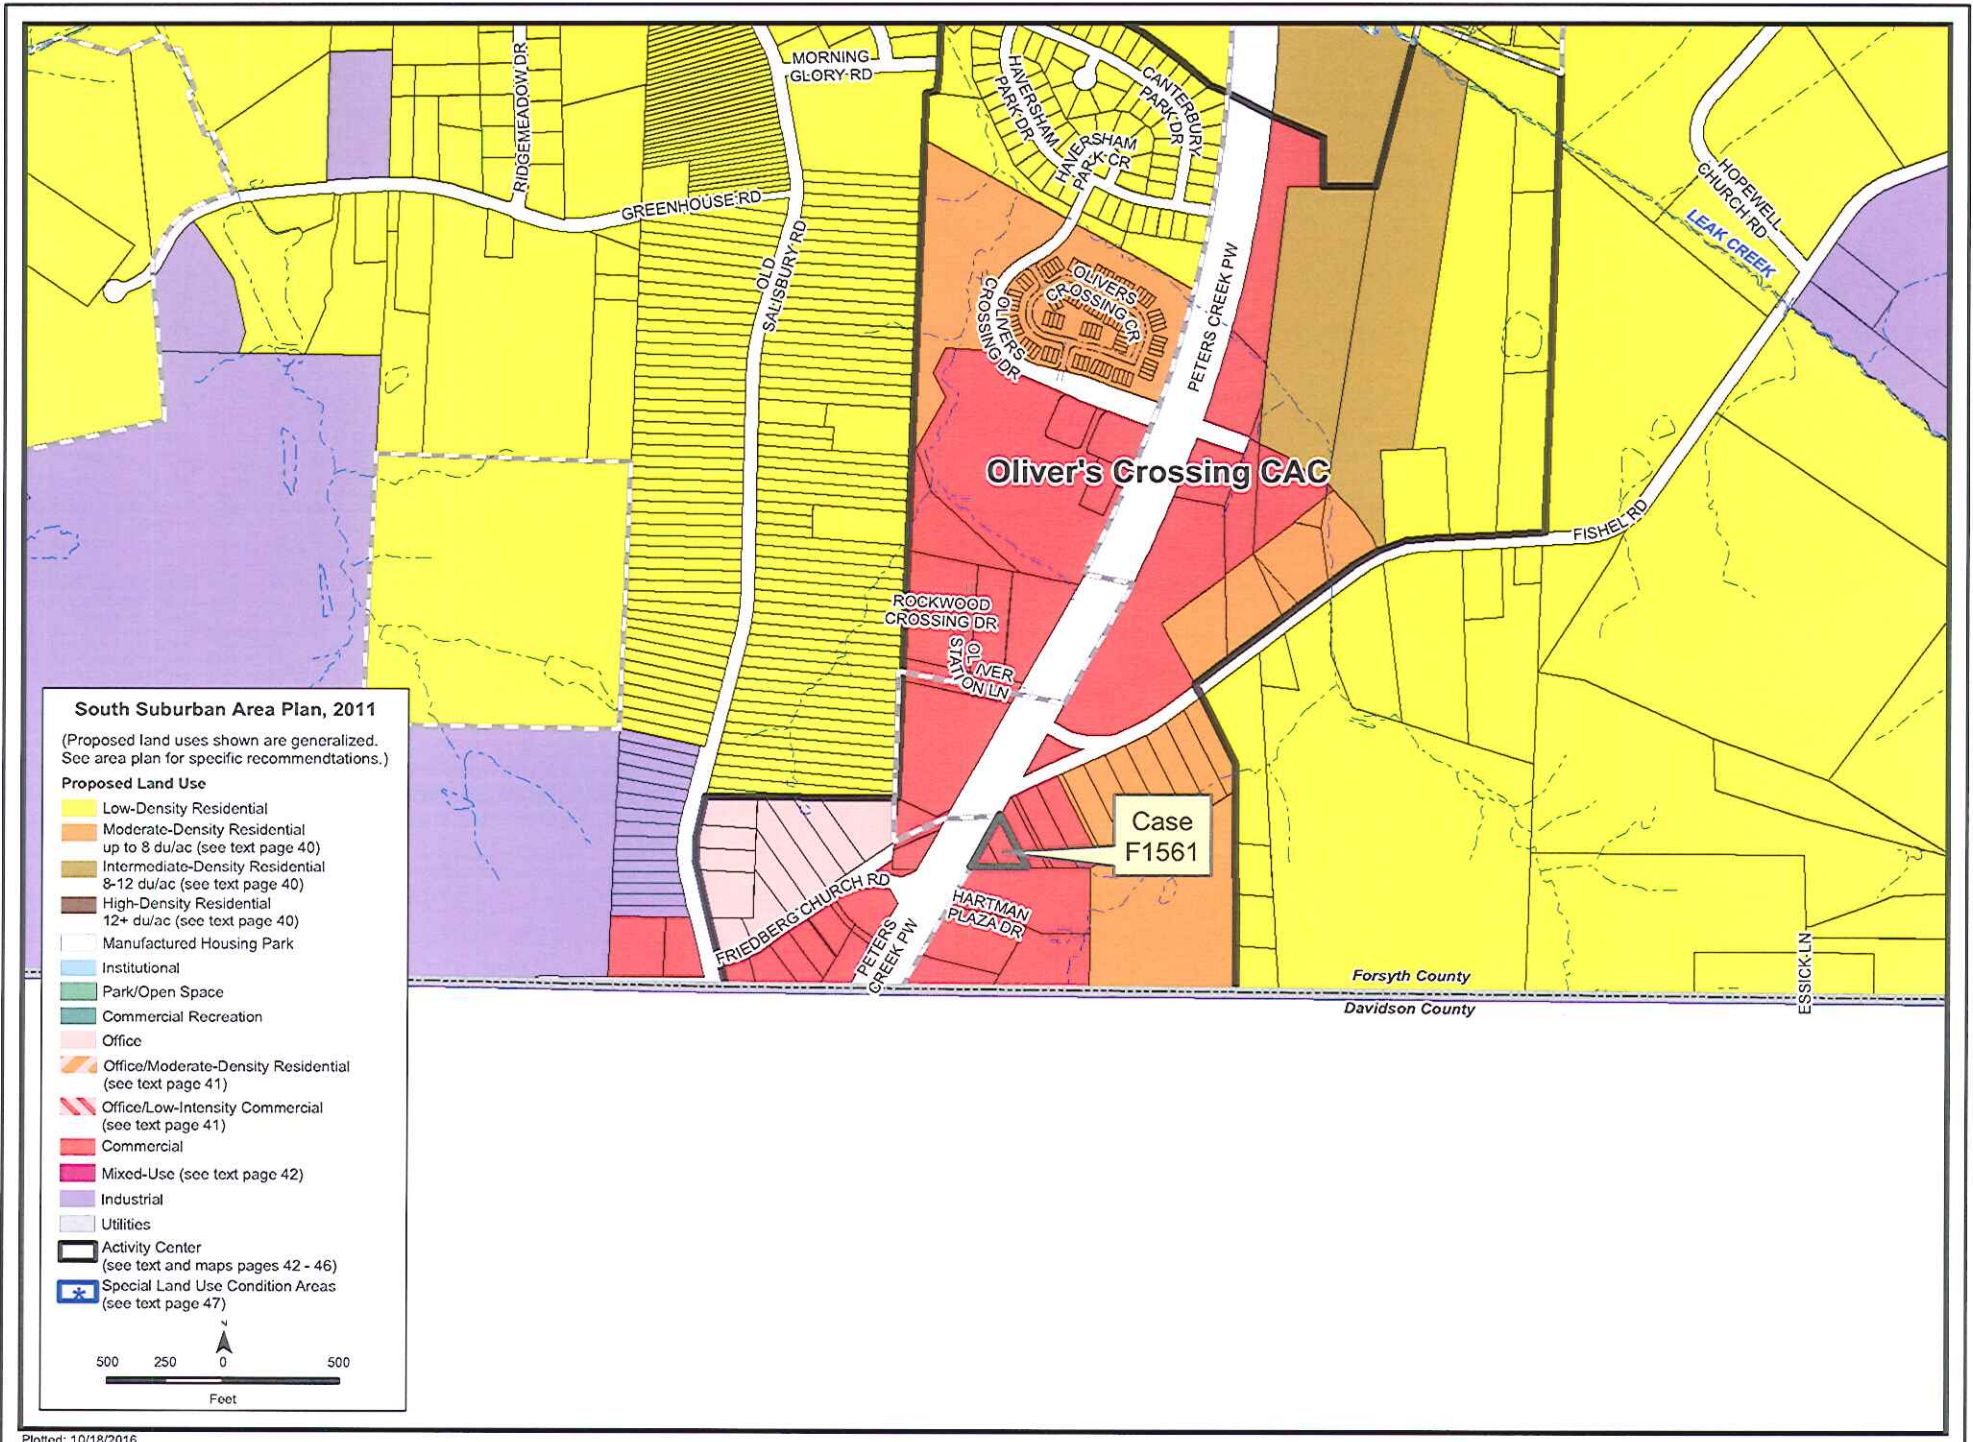 MORNING
GLORY RD
RIDGEMEADOW DR
GREENHOUSE RD
OLD
SALISBURY RD
HAVERSHAM
PARK DR
CANTERBURY
PARK DR
HAVERSHAM
PARK CR
OLIVERS
CROSSING CR
OLIVERS
CROSSING DR
PETERS CREEK PW
HOPEWELL
CHURCH RD
LEAK CREEK
Oliver's Crossing CAC
FISHEL RD
ROCKWOOD
CROSSING DR
OLIVER
STATION LN
Case
F1561
FRIEDBERG CHURCH RD
HARTMAN
PLAZA DR
PETERS
CREEK PW
ESSICK LN
Forsyth County
Davidson County
South Suburban Area Plan, 2011
(Proposed land uses shown are generalized.
See area plan for specific recommendtations.)
Proposed Land Use
Low-Density Residential
Moderate-Density Residential
up to 8 du/ac (see text page 40)
Intermediate-Density Residential
8-12 du/ac (see text page 40)
High-Density Residential
12+ du/ac (see text page 40)
Manufactured Housing Park
Institutional
Park/Open Space
Commercial Recreation
Office
Office/Moderate-Density Residential
(see text page 41)
Office/Low-Intensity Commercial
(see text page 41)
Commercial
Mixed-Use (see text page 42)
Industrial
Utilities
Activity Center
(see text and maps pages 42 - 46)
* Special Land Use Condition Areas
(see text page 47)
N
500 250 0 500
Feet
Plotted: 10/18/2016